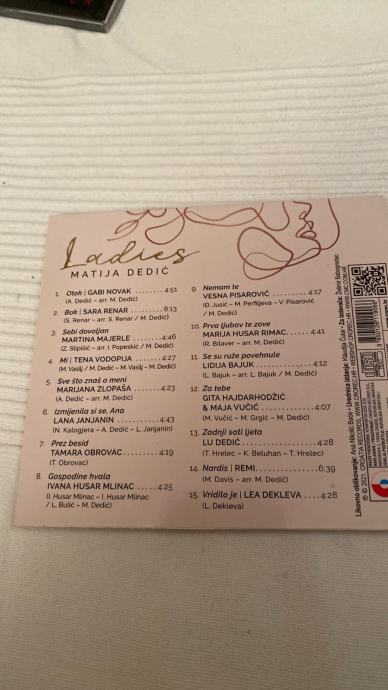 Ladies
MATIJA DEDIĆ
1. Otok | GABI NOVAK ........ 4:51
(A. Dedić – arr. M. Dedić)
2. Bok | SARA RENAR ........ 6:13
(S. Renar – arr. S. Renar / M. Dedić)
3. Sebi dovoljan
MARTINA MAJERLE ........ 4:46
(Z. Špišić – arr. I. Popeskić / M. Dedić)
4. Mi | TENA VODOPIJA ........ 4:27
(M. Vasilj / M. Dedić – M. Vasilj – M. Dedić)
5. Sve što znaš o meni
MARIJANA ZLOPAŠA ........ 4:23
(A. Dedić – arr. M. Dedić)
6. Izmijenila si se, Ana
LANA JANJANIN ........ 4:43
(N. Kalogjera – A. Dedić – L. Janjanin)
7. Prez besid
TAMARA OBROVAC ........ 4:19
(T. Obrovac)
8. Gospodine hvala
IVANA HUSAR MLINAC ..... 4:25
(I. Husar Mlinac – I. Husar Mlinac
/ L. Bulić – M. Dedić)
9. Nemam te
VESNA PISAROVIĆ ........ 4:17
(D. Jusić – M. Perfiljeva – V. Pisarović
/ M. Dedić)
10. Prva ljubav te zove
MARIJA HUSAR RIMAC ..... 4:41
(R. Bilaver – arr. M. Dedić)
11. Se su ruže povehnule
LIDIJA BAJUK ........ 4:12
(L. Bajuk – arr. L. Bajuk / M. Dedić)
12. Za tebe
GITA HAJDARHODŽIĆ
& MAJA VUČIĆ ........ 4:07
(M. Vučić – M. Grgić – M. Dedić)
13. Zadnji sati ljeta
LU DEDIĆ ........ 4:28
(T. Hrelec – K. Beluhan – T. Hrelec)
14. Nardis | REMI ........ 6:39
(M. Davis – arr. M. Dedić)
15. Vridilo je | LEA DEKLEVA .... 4:28
(L. Dekleva)